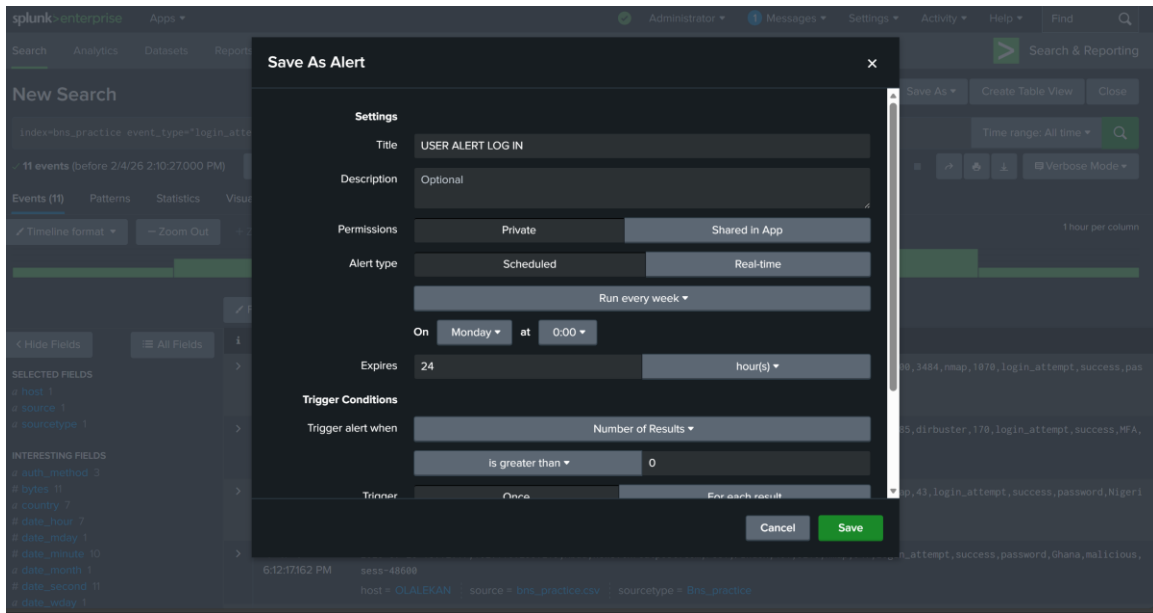 splunk>enterprise Apps Administrator 1 Messages Settings Activity Help Find
Search Analytics Datasets Reports Search & Reporting
Save As Alert
New Search Save As Create Table View Close
Settings
index=bns_practice event_type="login_atte Time range: All time
Title USER ALERT LOG IN
11 events (before 2/4/26 2:10:27.000 PM) Verbose Mode
Description Optional
Events (11) Patterns Statistics Visua
Timeline format — Zoom Out 1 hour per column
Permissions Private Shared in App
Alert type Scheduled Real-time
Run every week
On Monday at 0:00
< Hide Fields All Fields i
Expires 24 hour(s)
SELECTED FIELDS
a host 1
a source 1
a sourcetype 1
,3484,nmap,1070,login_attempt,success,pas
Trigger Conditions
Trigger alert when Number of Results
,dirbuster,170,login_attempt,success,MFA,
is greater than 0
INTERESTING FIELDS
a auth_method 3
# bytes 11
a country 7
# date_hour 7
# date_mday 1
# date_minute 10
a date_month 1
# date_second 11
a date_wday 1
Trigger Once For each result
,43,login_attempt,success,password,Nigeri
Cancel Save
n_attempt,success,password,Ghana,malicious,
6:12:17.162 PM sess-48600
host = OLALEKAN source = bns_practice.csv sourcetype = Bns_practice